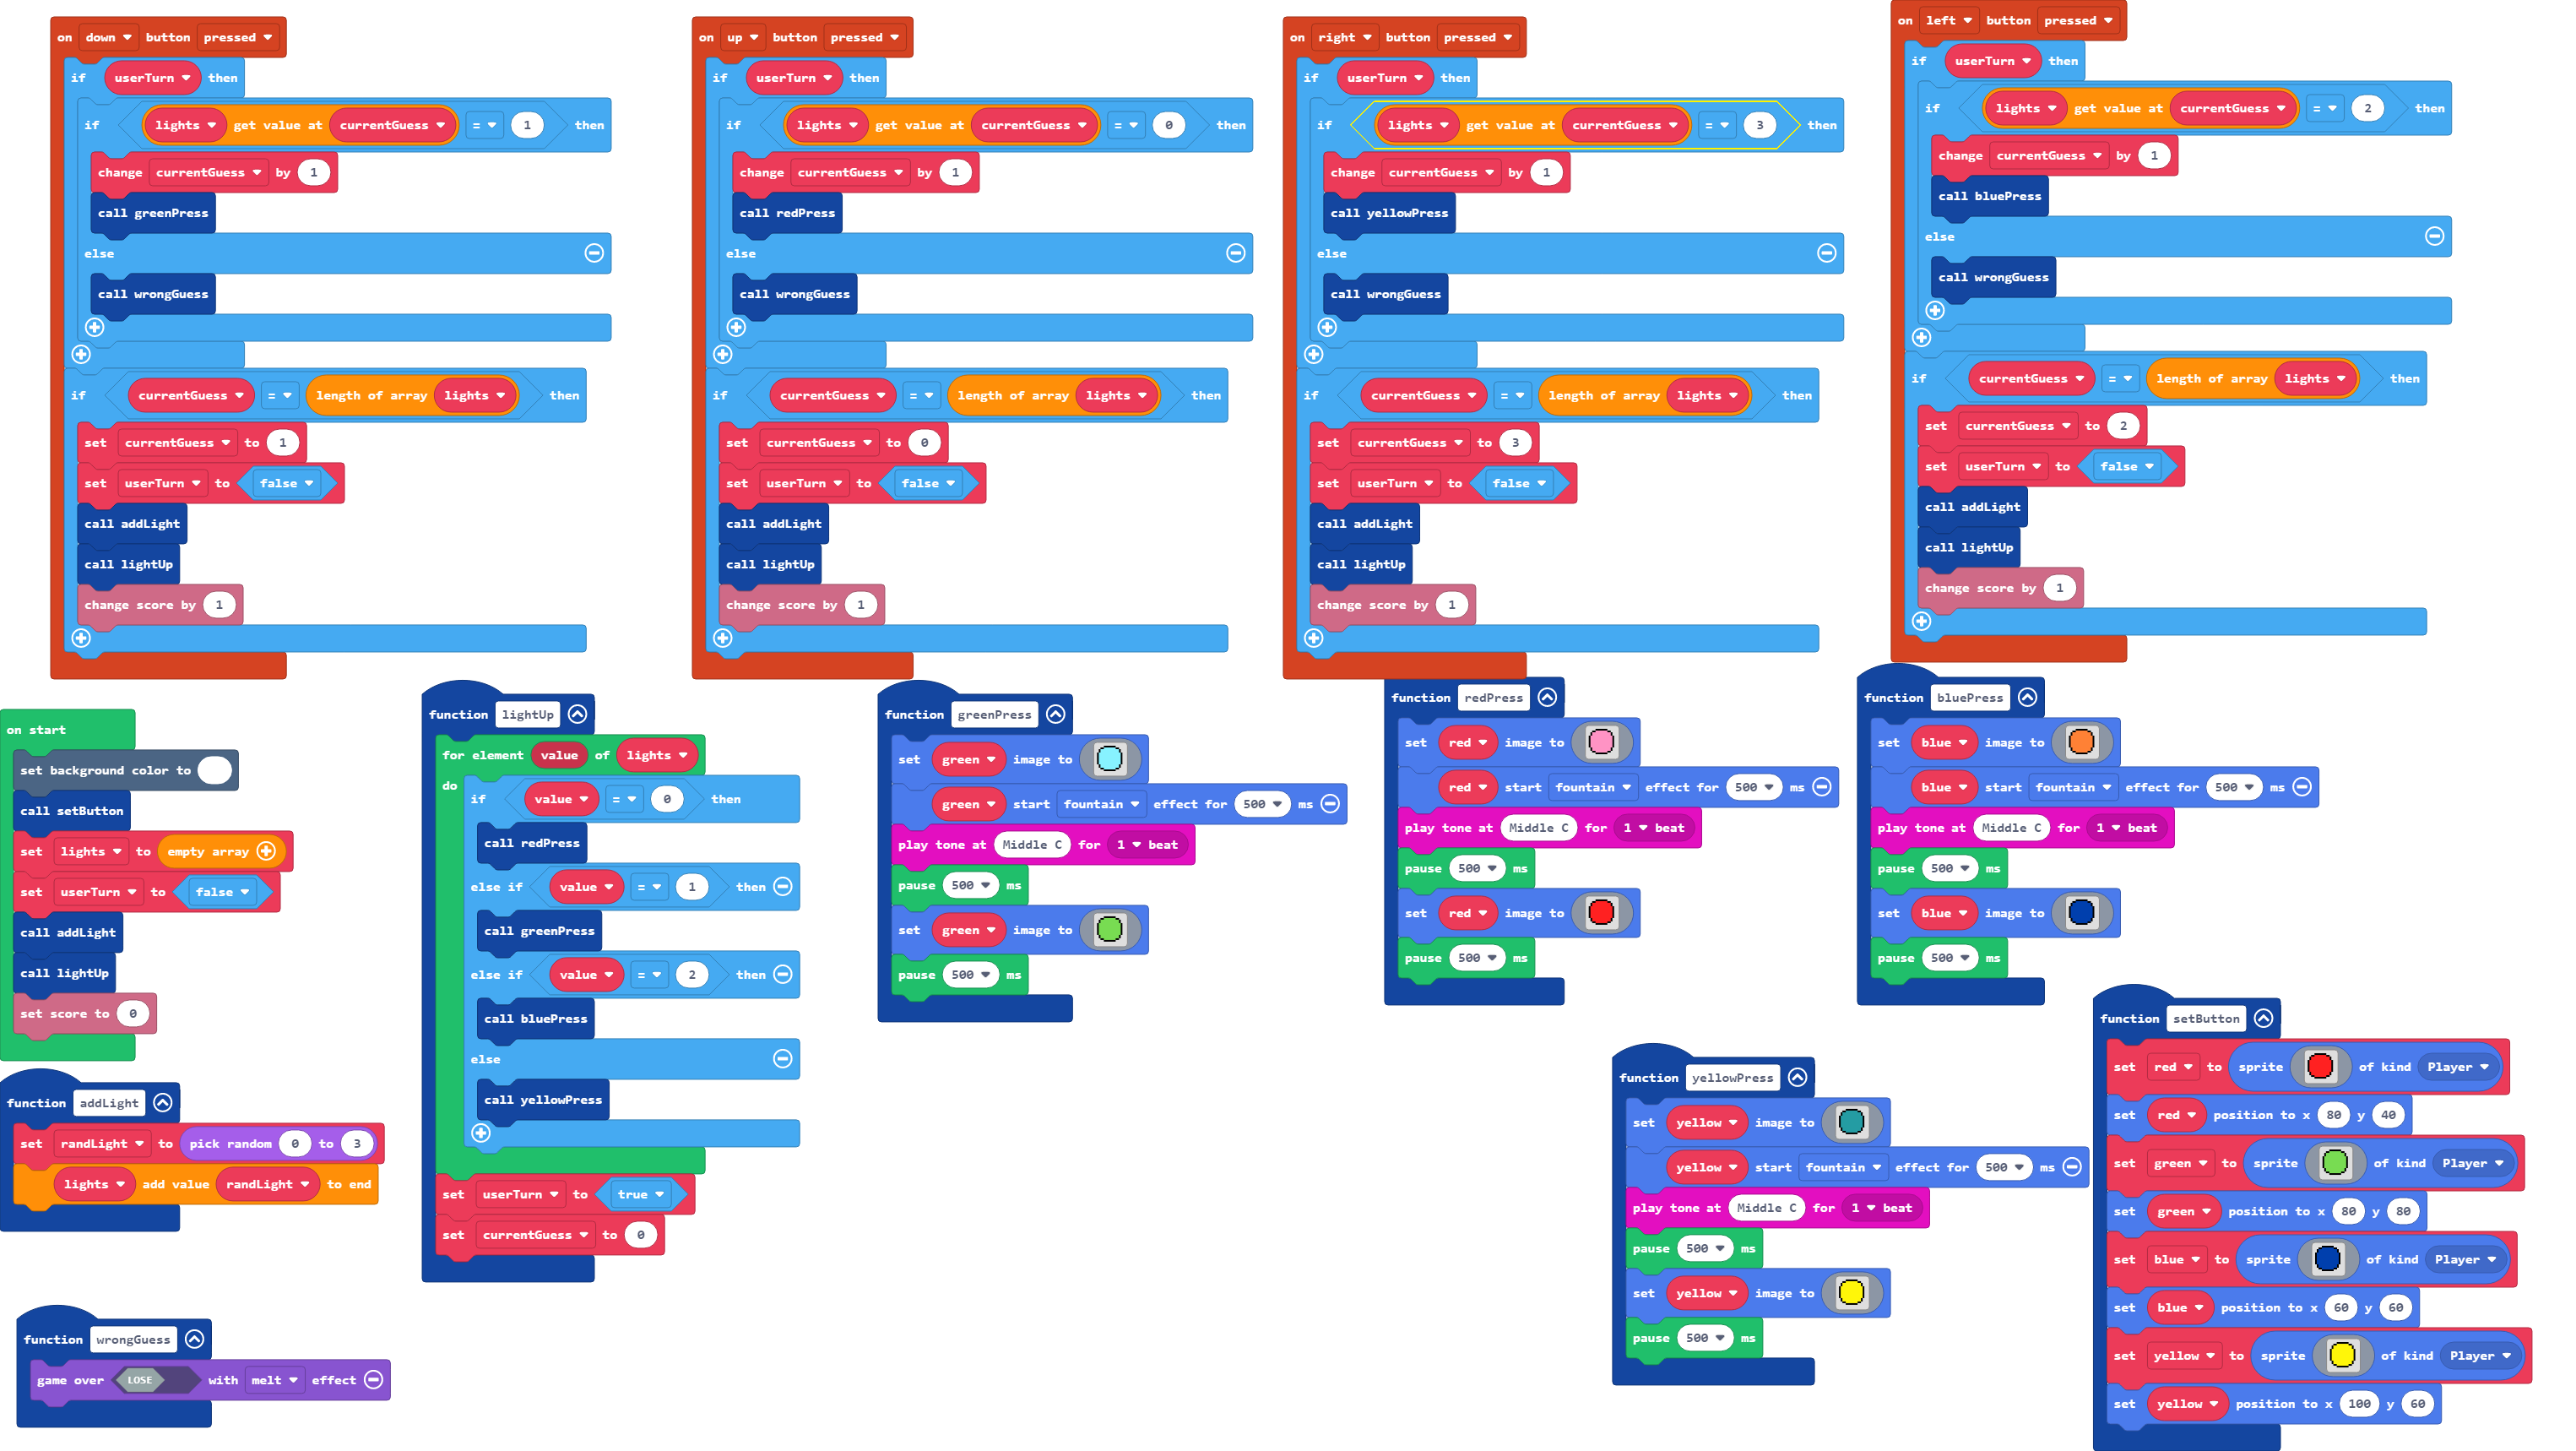 on down button pressed
if userTurn then
if lights get value at currentGuess = 1 then
change currentGuess by 1
call greenPress
else
call wrongGuess
if currentGuess = length of array lights then
set currentGuess to 1
set userTurn to false
call addLight
call lightUp
change score by 1
on up button pressed
if userTurn then
if lights get value at currentGuess = 0 then
change currentGuess by 1
call redPress
else
call wrongGuess
if currentGuess = length of array lights then
set currentGuess to 0
set userTurn to false
call addLight
call lightUp
change score by 1
on right button pressed
if userTurn then
if lights get value at currentGuess = 3 then
change currentGuess by 1
call yellowPress
else
call wrongGuess
if currentGuess = length of array lights then
set currentGuess to 3
set userTurn to false
call addLight
call lightUp
change score by 1
on left button pressed
if userTurn then
if lights get value at currentGuess = 2 then
change currentGuess by 1
call bluePress
else
call wrongGuess
if currentGuess = length of array lights then
set currentGuess to 2
set userTurn to false
call addLight
call lightUp
change score by 1
on start
set background color to
call setButton
set lights to empty array
set userTurn to false
call addLight
call lightUp
set score to 0
function addLight
set randLight to pick random 0 to 3
lights add value randLight to end
function wrongGuess
game over LOSE with melt effect
function lightUp
for element value of lights
do
if value = 0 then
call redPress
else if value = 1 then
call greenPress
else if value = 2 then
call bluePress
else
call yellowPress
set userTurn to true
set currentGuess to 0
function greenPress
set green image to
green start fountain effect for 500 ms
play tone at Middle C for 1 beat
pause 500 ms
set green image to
pause 500 ms
function redPress
set red image to
red start fountain effect for 500 ms
play tone at Middle C for 1 beat
pause 500 ms
set red image to
pause 500 ms
function bluePress
set blue image to
blue start fountain effect for 500 ms
play tone at Middle C for 1 beat
pause 500 ms
set blue image to
pause 500 ms
function yellowPress
set yellow image to
yellow start fountain effect for 500 ms
play tone at Middle C for 1 beat
pause 500 ms
set yellow image to
pause 500 ms
function setButton
set red to sprite of kind Player
set red position to x 80 y 40
set green to sprite of kind Player
set green position to x 80 y 80
set blue to sprite of kind Player
set blue position to x 60 y 60
set yellow to sprite of kind Player
set yellow position to x 100 y 60